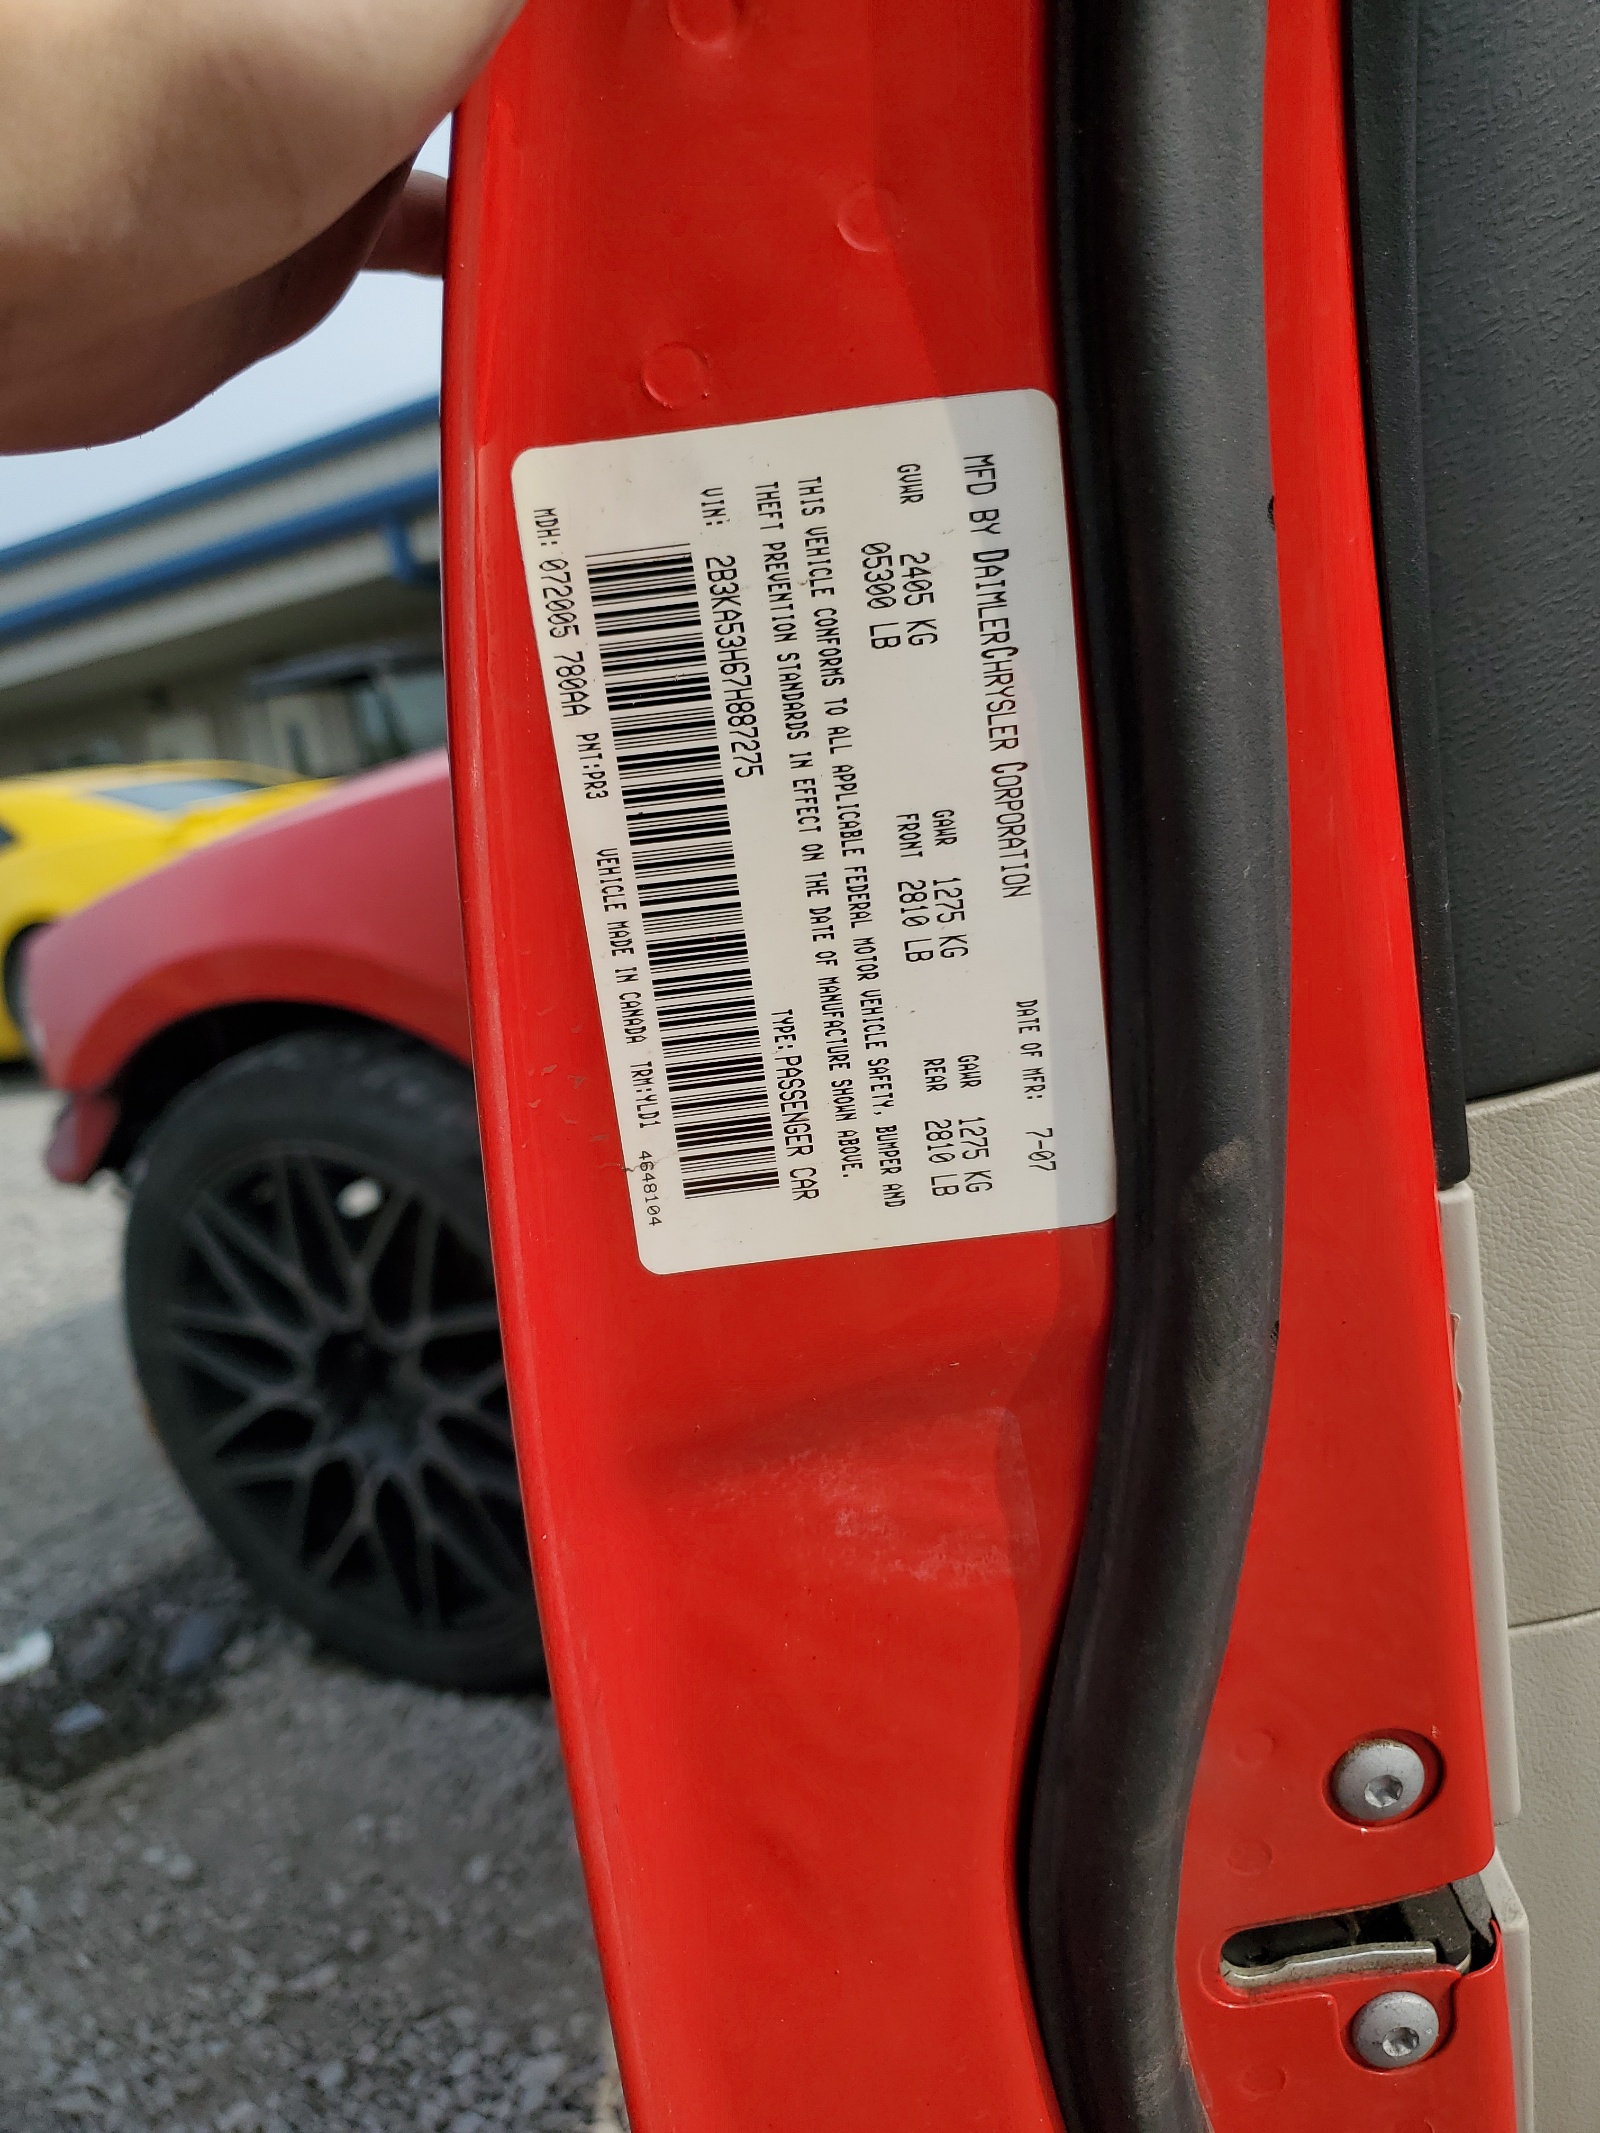 MFD BY DAIMLERCHRYSLER CORPORATION DATE OF MFR: 7-07
GVWR 2405 KG GAWR 1275 KG GAWR 1275 KG
05300 LB FRONT 2810 LB REAR 2810 LB
THIS VEHICLE CONFORMS TO ALL APPLICABLE FEDERAL MOTOR VEHICLE SAFETY, BUMPER AND
THEFT PREVENTION STANDARDS IN EFFECT ON THE DATE OF MANUFACTURE SHOWN ABOVE.
VIN: 2B3KA53H67H887275 TYPE: PASSENGER CAR
MDH: 072005 780AA PNT:PR3 VEHICLE MADE IN CANADA TRM:YLD1 4648104